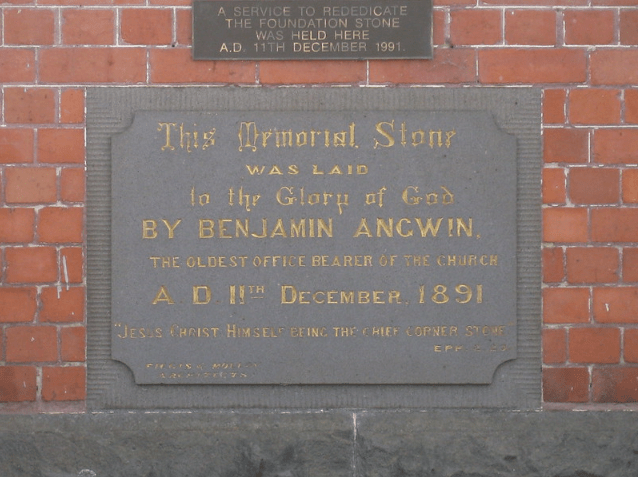 A SERVICE TO REDEDICATE
THE FOUNDATION STONE
WAS HELD HERE
A.D. 11TH DECEMBER 1991.
This Memorial Stone
WAS LAID
to the Glory of God
BY BENJAMIN ANGWIN.
THE OLDEST OFFICE BEARER OF THE CHURCH
A D 11TH DECEMBER. 1891
"JESUS CHRIST HIMSELF BEING THE CHIEF CORNER STONE
EPH